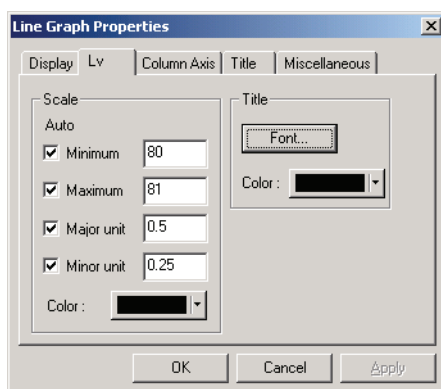 Line Graph Properties
Display Lv Column Axis Title Miscellaneous
Scale
Auto
Minimum 80
Maximum 81
Major unit 0.5
Minor unit 0.25
Color :
Title
Font...
Color :
OK Cancel Apply